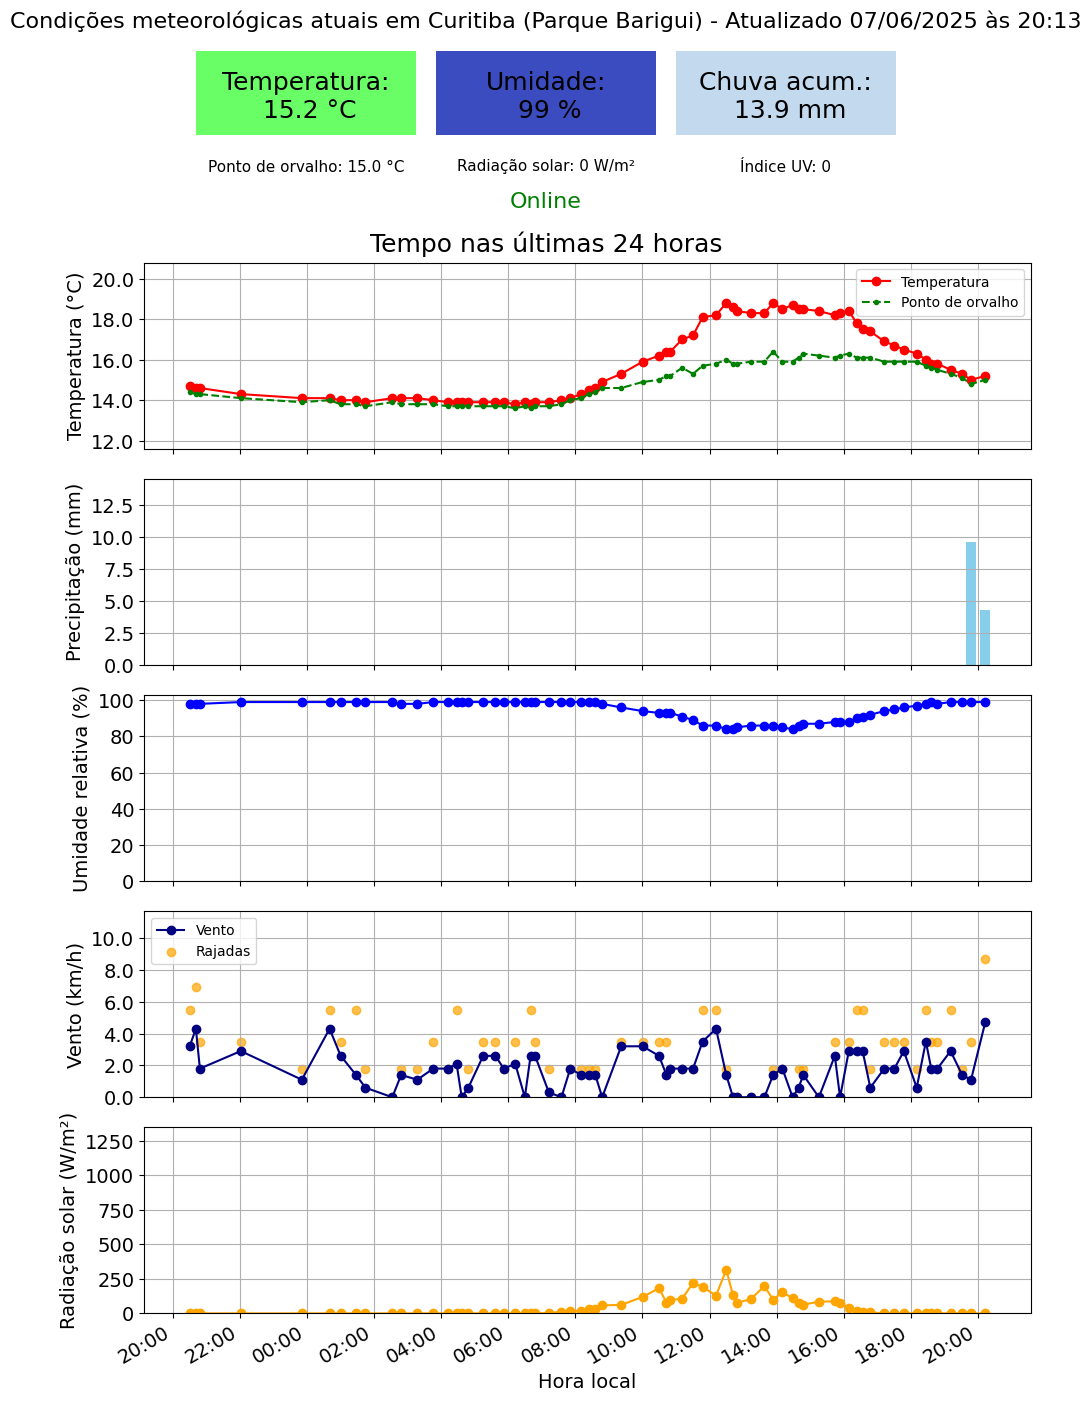 Condições meteorológicas atuais em Curitiba (Parque Barigui) - Atualizado 07/06/2025 às 20:13
Temperatura:
15.2 °C
Umidade:
99 %
Chuva acum.:
13.9 mm
Ponto de orvalho: 15.0 °C
Radiação solar: 0 W/m²
Índice UV: 0
Online
Tempo nas últimas 24 horas
Temperatura (°C)
20.0
18.0
16.0
14.0
12.0
Temperatura
Ponto de orvalho
Precipitação (mm)
12.5
10.0
7.5
5.0
2.5
0.0
Umidade relativa (%)
100
80
60
40
20
0
Vento (km/h)
10.0
8.0
6.0
4.0
2.0
0.0
Vento
Rajadas
Radiação solar (W/m²)
1250
1000
750
500
250
0
20:00
22:00
00:00
02:00
04:00
06:00
08:00
10:00
12:00
14:00
16:00
18:00
20:00
Hora local